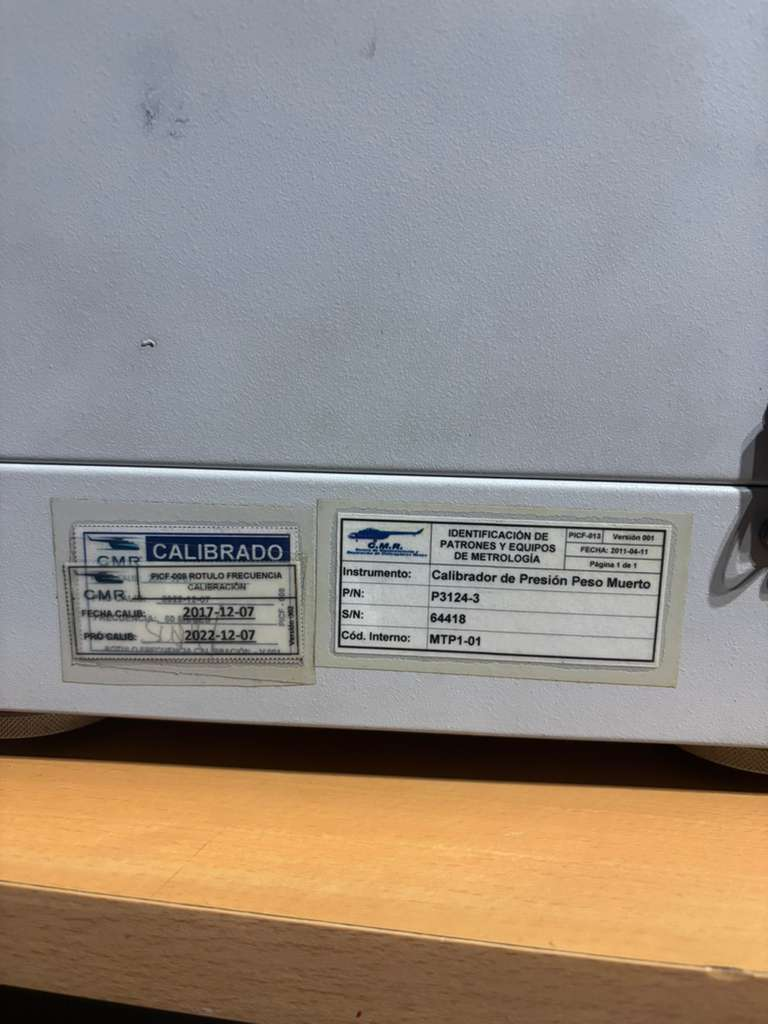 CMR CALIBRADO
CMR
PICF-008 ROTULO FRECUENCIA
CALIBRACIÓN
FECHA CALIB: 2017-12-07
PRÓ CALIB: 2022-12-07
C.M.R.
IDENTIFICACIÓN DE
PATRONES Y EQUIPOS
DE METROLOGÍA
PICF-013 Versión 001
FECHA: 2011-04-11
Página 1 de 1
Instrumento: Calibrador de Presión Peso Muerto
P/N: P3124-3
S/N: 64418
Cód. Interno: MTP1-01